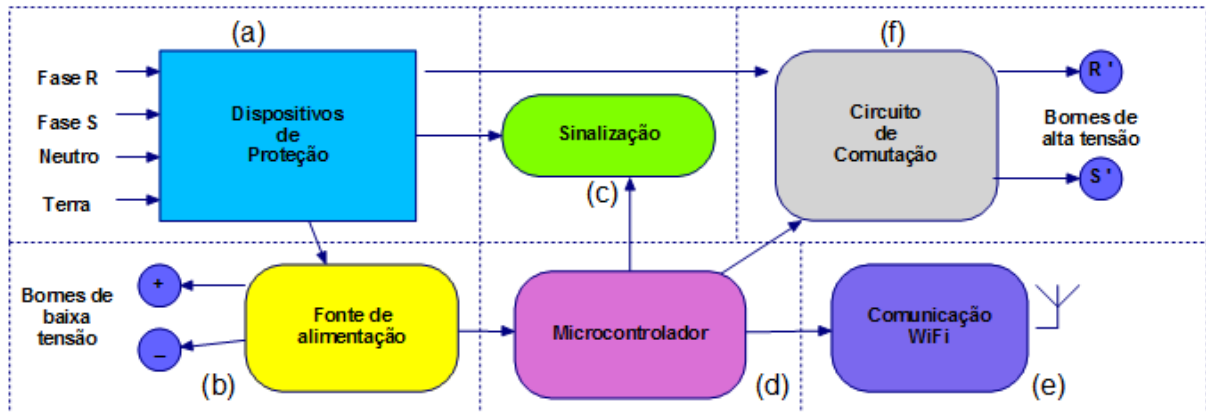 (a)
(f)
Fase R
Fase S
Neutro
Terra
Dispositivos
de
Proteção
Sinalização
(c)
Circuito
de
Comutação
R '
Bornes de
alta tensão
S '
Bornes de
baixa
tensão
+
_
Fonte de
alimentação
(b)
Microcontrolador
(d)
Comunicação
WiFi
(e)